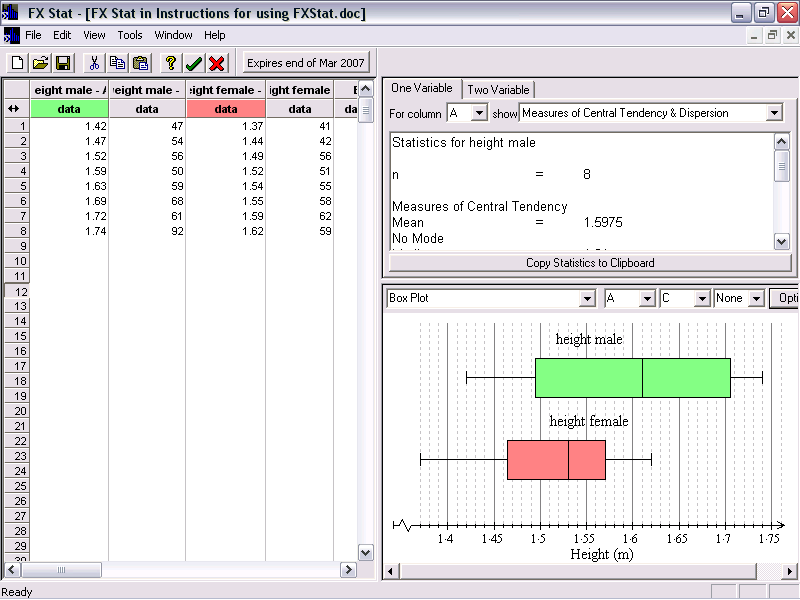 FX Stat - [FX Stat in Instructions for using FXStat.doc]
File Edit View Tools Window Help
Expires end of Mar 2007
eight male - eight male - eight female - eight female
data data data data da
1 1.42 47 1.37 41
2 1.47 54 1.44 42
3 1.52 56 1.49 56
4 1.59 50 1.52 51
5 1.63 59 1.54 55
6 1.69 68 1.55 58
7 1.72 61 1.59 62
8 1.74 92 1.62 59
9
10
11
12
13
14
15
16
17
18
19
20
21
22
23
24
25
26
27
28
29
30
One Variable Two Variable
For column A show Measures of Central Tendency & Dispersion
Statistics for height male
n = 8
Measures of Central Tendency
Mean = 1.5975
No Mode
Copy Statistics to Clipboard
Box Plot A C None Opti
height male
height female
1·4 1·45 1·5 1·55 1·6 1·65 1·7 1·75
Height (m)
Ready